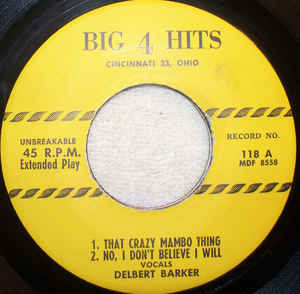 BIG 4 HITS
CINCINNATI 23, OHIO
UNBREAKABLE
45 R.P.M.
Extended Play
RECORD NO.
118 A
MDF 8558
1. THAT CRAZY MAMBO THING
2. NO, I DON'T BELIEVE I WILL
VOCALS
DELBERT BARKER